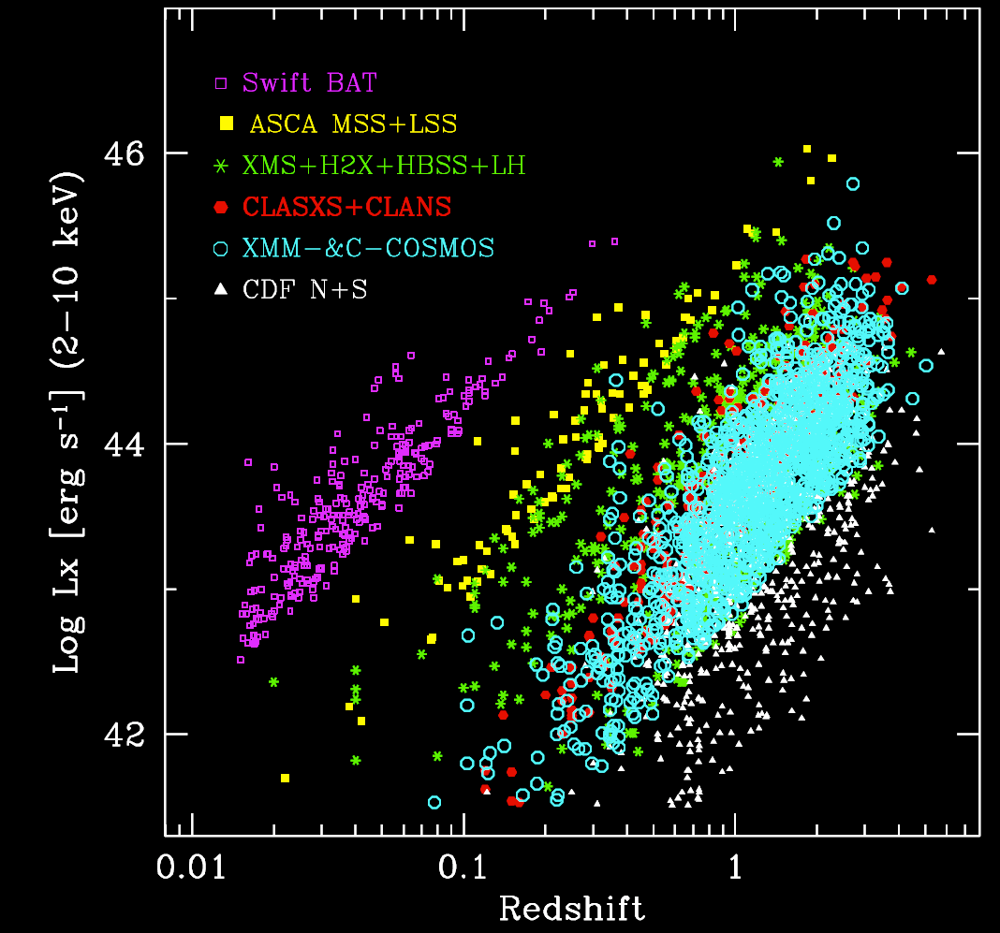 Swift BAT
ASCA MSS+LSS
XMS+H2X+HBSS+LH
CLASXS+CLANS
XMM-&C-COSMOS
CDF N+S
Log Lx [erg s⁻¹] (2-10 keV)
46
44
42
0.01 0.1 1
Redshift